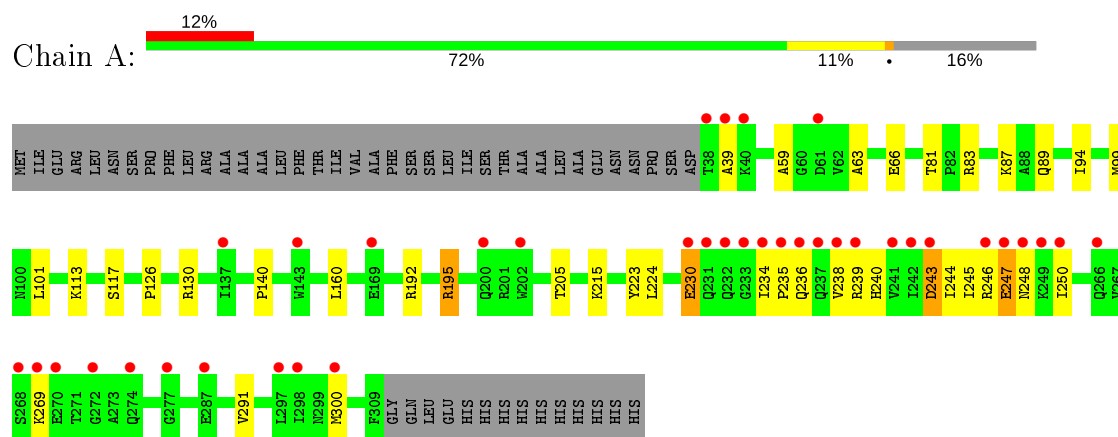 12%
Chain A:
72% 11% • 16%
MET ILE GLU ARG LEU ASN SER PRO PHE LEU ARG ALA ALA ALA LEU PHE THR ILE VAL ALA PHE SER SER LEU ILE SER THR ALA ALA LEU ALA GLU ASN ASN PRO SER ASP T38 A39 K40 A59 G60 D61 V62 A63 E66 T81 P82 R83 K87 A88 Q89 I94
N100 L101 K113 S117 P126 R130 I137 P140 W143 L160 E169 R192 R195 Q200 R201 W202 T205 K215 Y223 L224 E230 Q231 Q232 G233 I234 P235 Q236 Q237 V238 R239 H240 V241 I242 D243 I244 I245 R246 E247 N248 K249 I250 Q266
S268 K269 E270 T271 G272 A273 Q274 G277 E287 V291 L297 I298 N299 M300 F309 GLY GLN LEU GLU HIS HIS HIS HIS HIS HIS HIS HIS HIS HIS